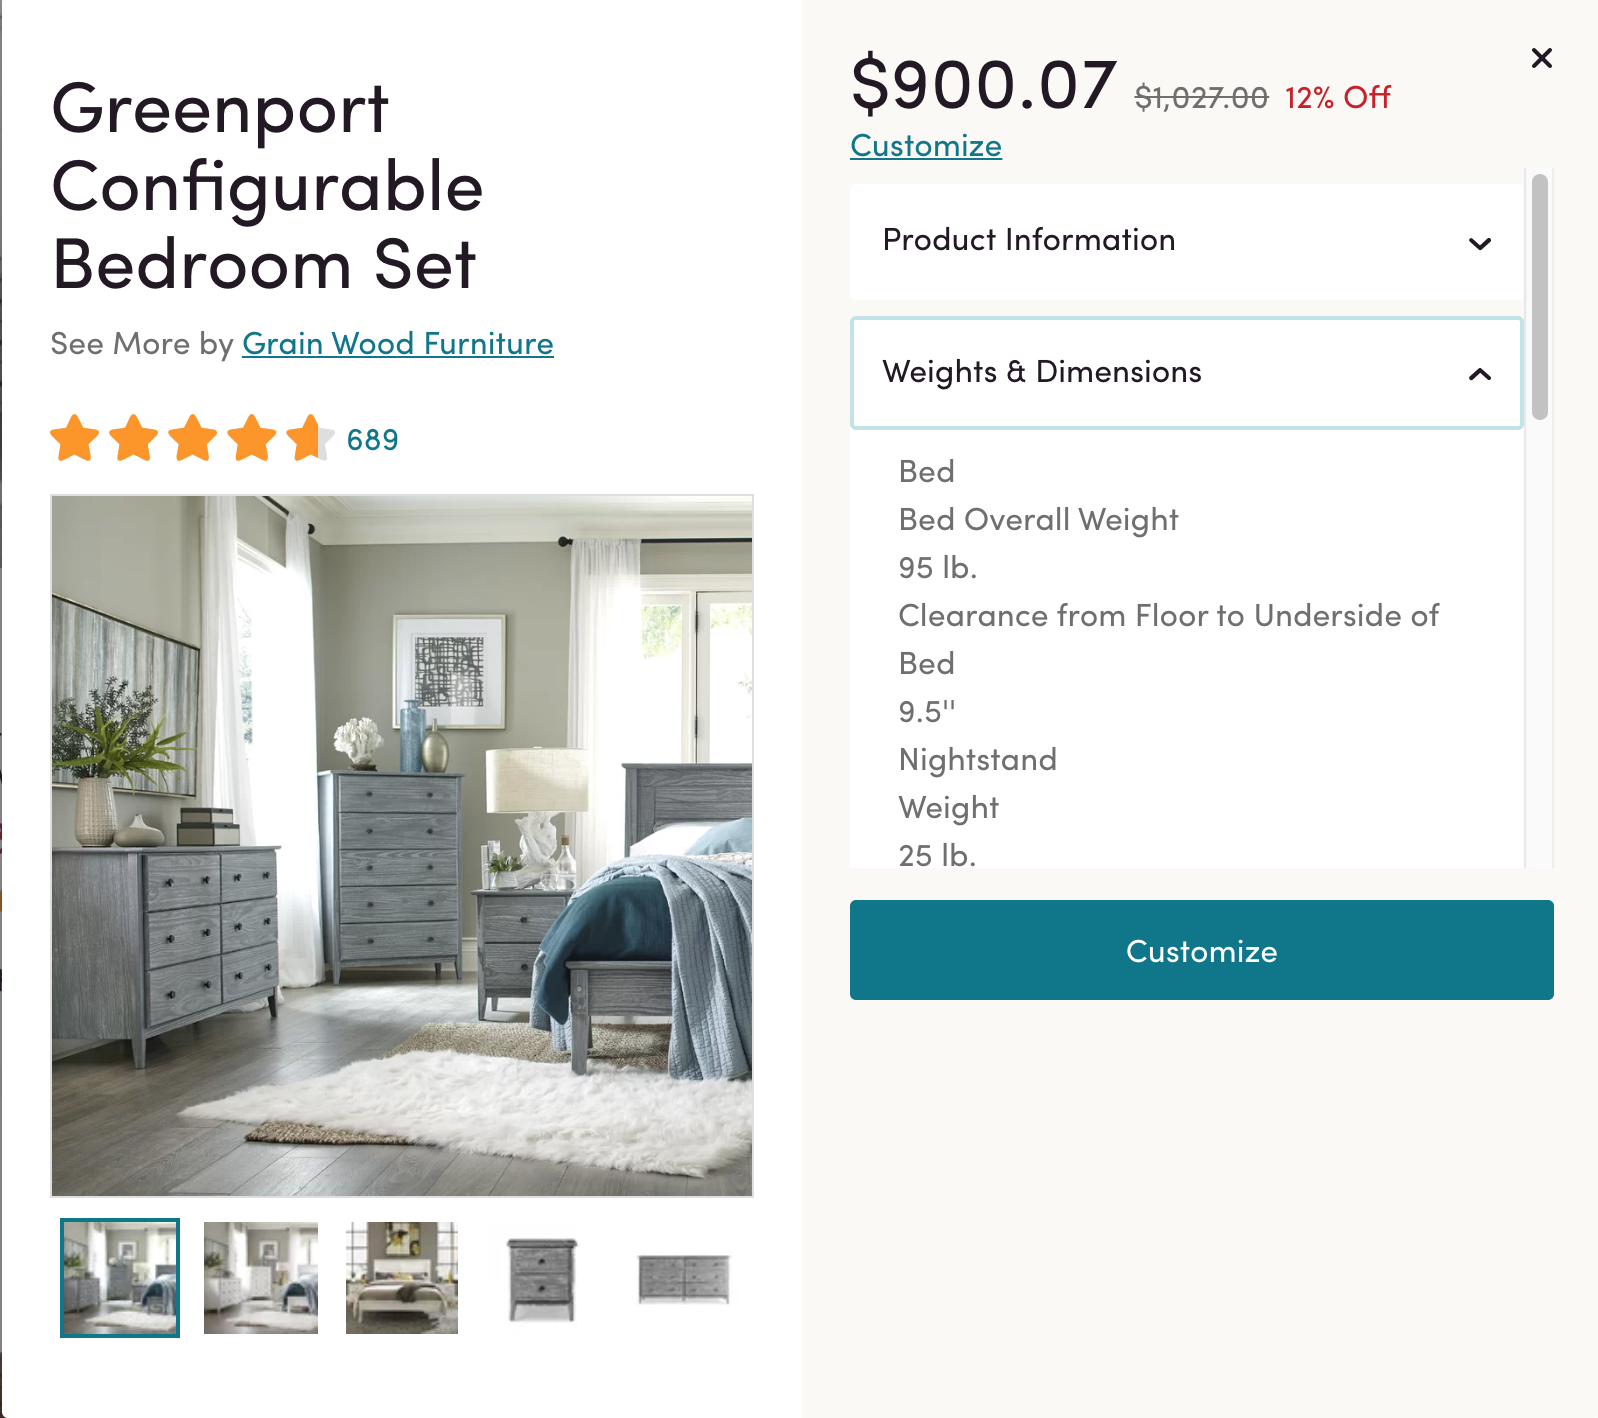 Greenport
Configurable
Bedroom Set
See More by Grain Wood Furniture
689
$900.07 $1,027.00 12% Off
Customize
Product Information
Weights & Dimensions
Bed
Bed Overall Weight
95 lb.
Clearance from Floor to Underside of
Bed
9.5''
Nightstand
Weight
25 lb.
Customize